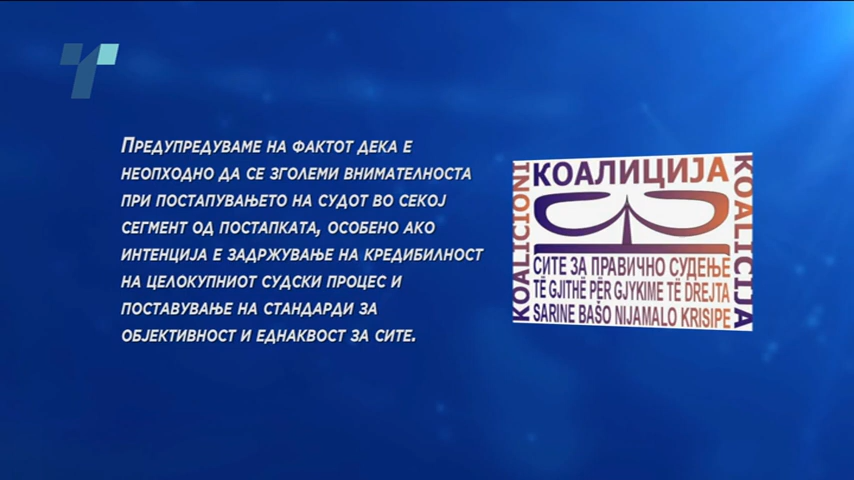 Предупредуваме на фактот дека е
неопходно да се зголеми внимателноста
при постапувањето на судот во секој
сегмент од постапката, особено ако
интенција е задржување на кредибилност
на целокупниот судски процес и
поставување на стандарди за
објективност и еднаквост за сите.
KOALICIONI
КОАЛИЦИЈА
KOALICIJA
СИТЕ ЗА ПРАВИЧНО СУДЕЊЕ
TË GJITHË PËR GJYKIME TË DREJTA
SARINE BAŠO NIJAMALO KRISIPE